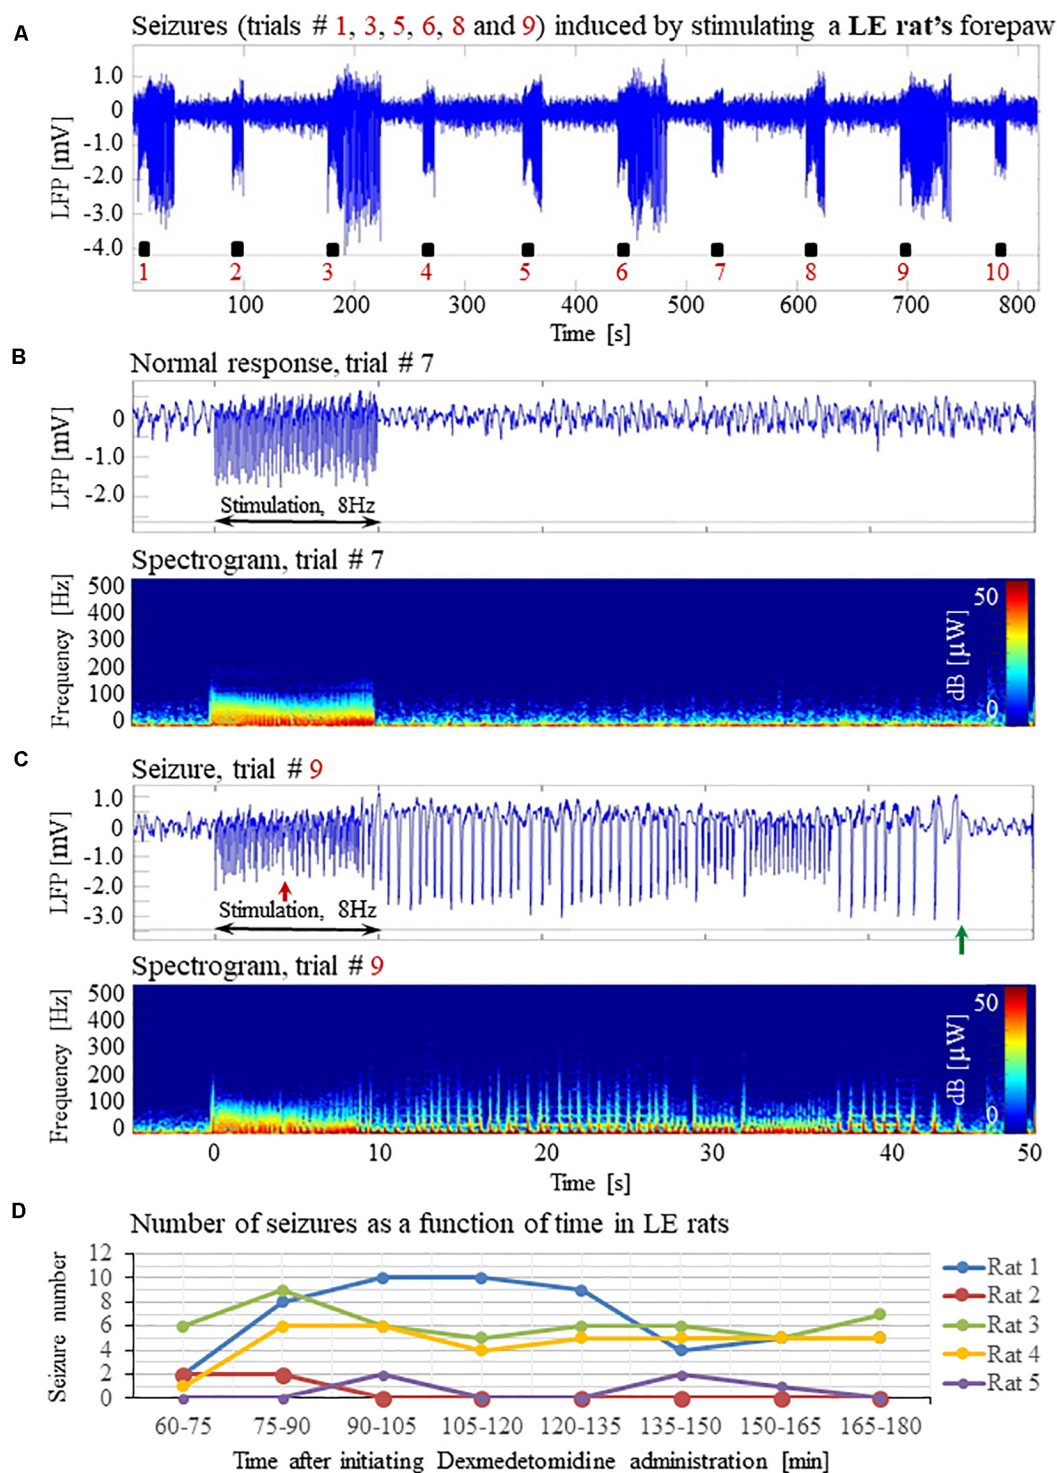 A
Seizures (trials # 1, 3, 5, 6, 8 and 9) induced by stimulating a LE rat's forepaw
LFP [mV]
1.0
0
-1.0
-2.0
-3.0
-4.0
1 2 3 4 5 6 7 8 9 10
100 200 300 400 500 600 700 800
Time [s]
B
Normal response, trial # 7
LFP [mV]
0
-1.0
-2.0
Stimulation, 8Hz
Spectrogram, trial # 7
Frequency [Hz]
500
400
300
200
100
0
dB [µW]
50
0
C
Seizure, trial # 9
LFP [mV]
1.0
0
-1.0
-2.0
-3.0
Stimulation, 8Hz
Spectrogram, trial # 9
Frequency [Hz]
500
400
300
200
100
0
dB [µW]
50
0
0 10 20 30 40 50
Time [s]
D
Number of seizures as a function of time in LE rats
Seizure number
12
10
8
6
4
2
0
60-75 75-90 90-105 105-120 120-135 135-150 150-165 165-180
Time after initiating Dexmedetomidine administration [min]
Rat 1
Rat 2
Rat 3
Rat 4
Rat 5